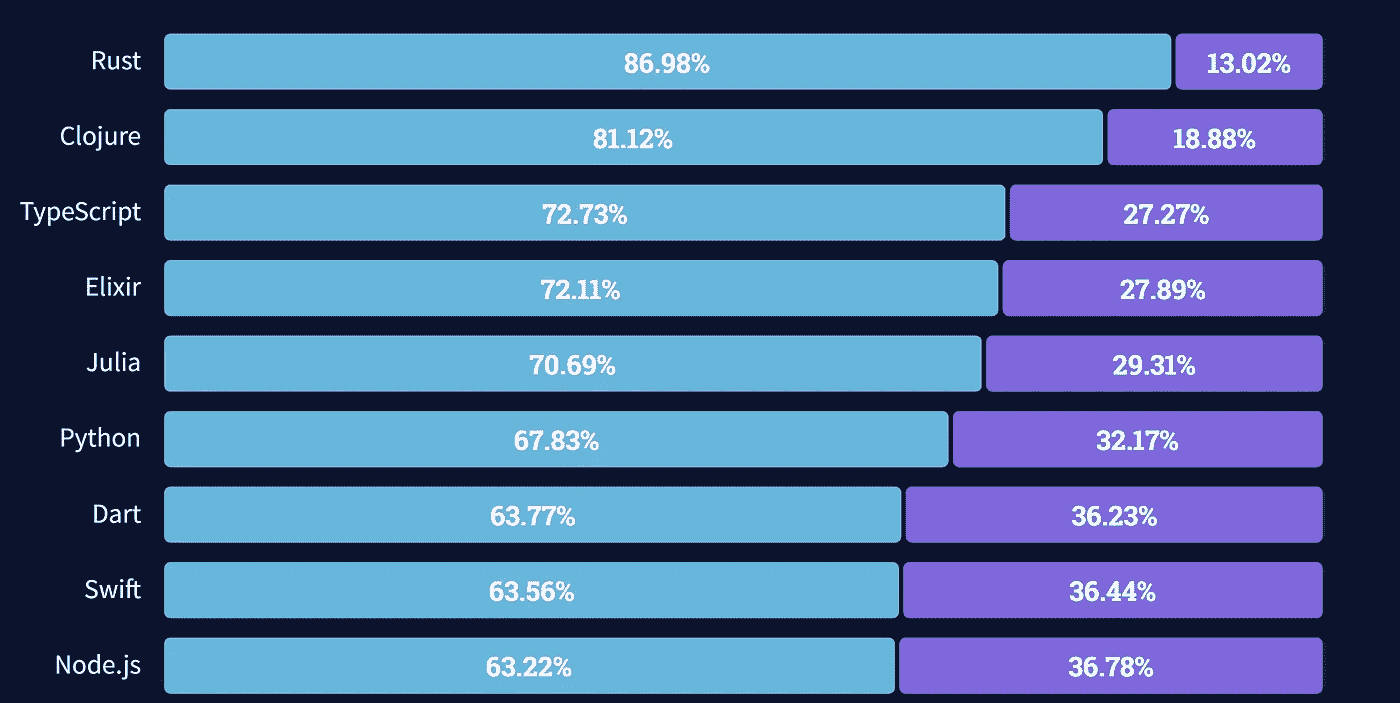 Rust 86.98% 13.02%
Clojure 81.12% 18.88%
TypeScript 72.73% 27.27%
Elixir 72.11% 27.89%
Julia 70.69% 29.31%
Python 67.83% 32.17%
Dart 63.77% 36.23%
Swift 63.56% 36.44%
Node.js 63.22% 36.78%